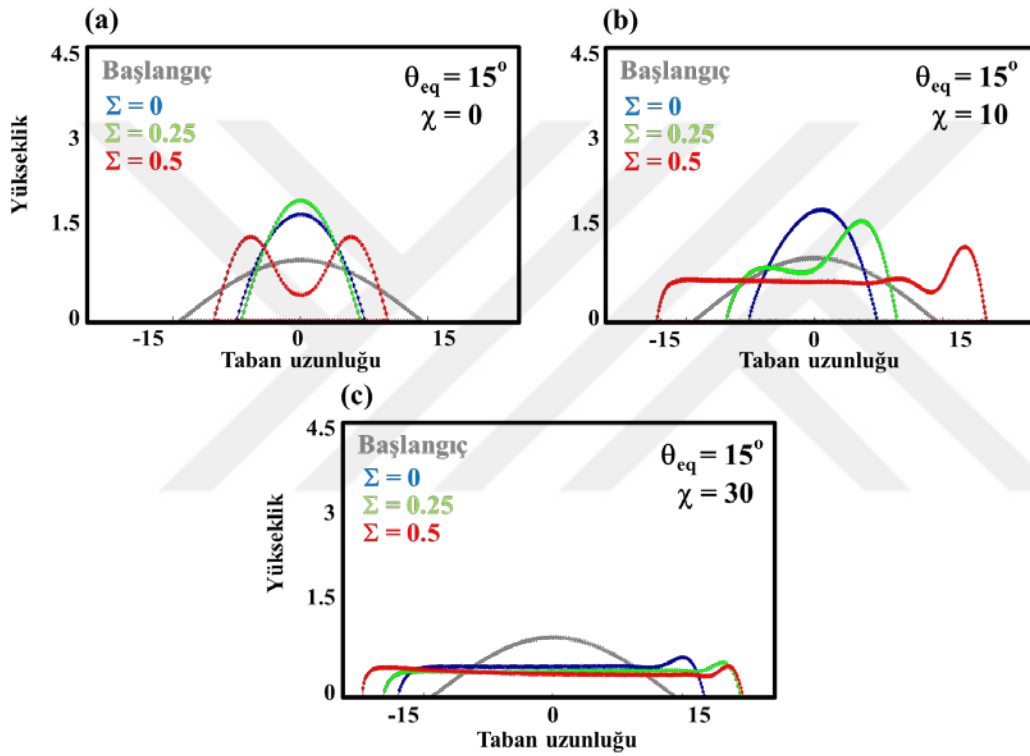 (a)
4.5
3
1.5
0
Yükseklik
Başlangıç
Σ = 0
Σ = 0.25
Σ = 0.5
θeq = 15°
χ = 0
-15 0 15
Taban uzunluğu
(b)
4.5
3
1.5
0
Başlangıç
Σ = 0
Σ = 0.25
Σ = 0.5
θeq = 15°
χ = 10
-15 0 15
Taban uzunluğu
(c)
4.5
3
1.5
0
Yükseklik
Başlangıç
Σ = 0
Σ = 0.25
Σ = 0.5
θeq = 15°
χ = 30
-15 0 15
Taban uzunluğu